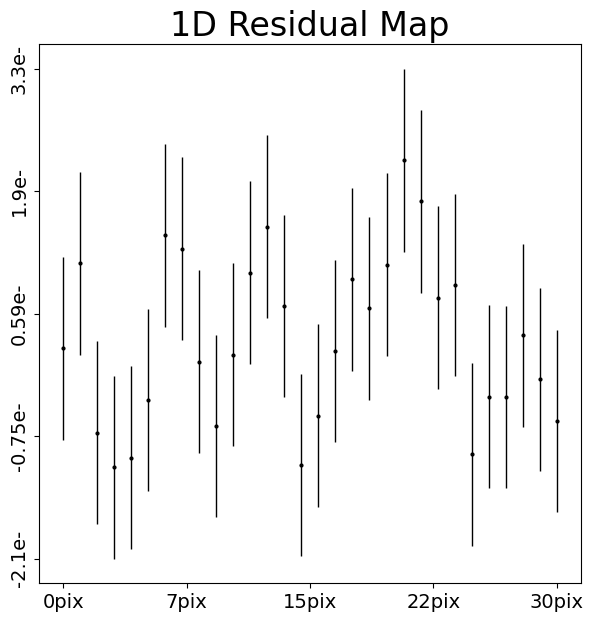 1D Residual Map
3.3e-
1.9e-
0.59e-
-0.75e-
-2.1e-
0pix 7pix 15pix 22pix 30pix